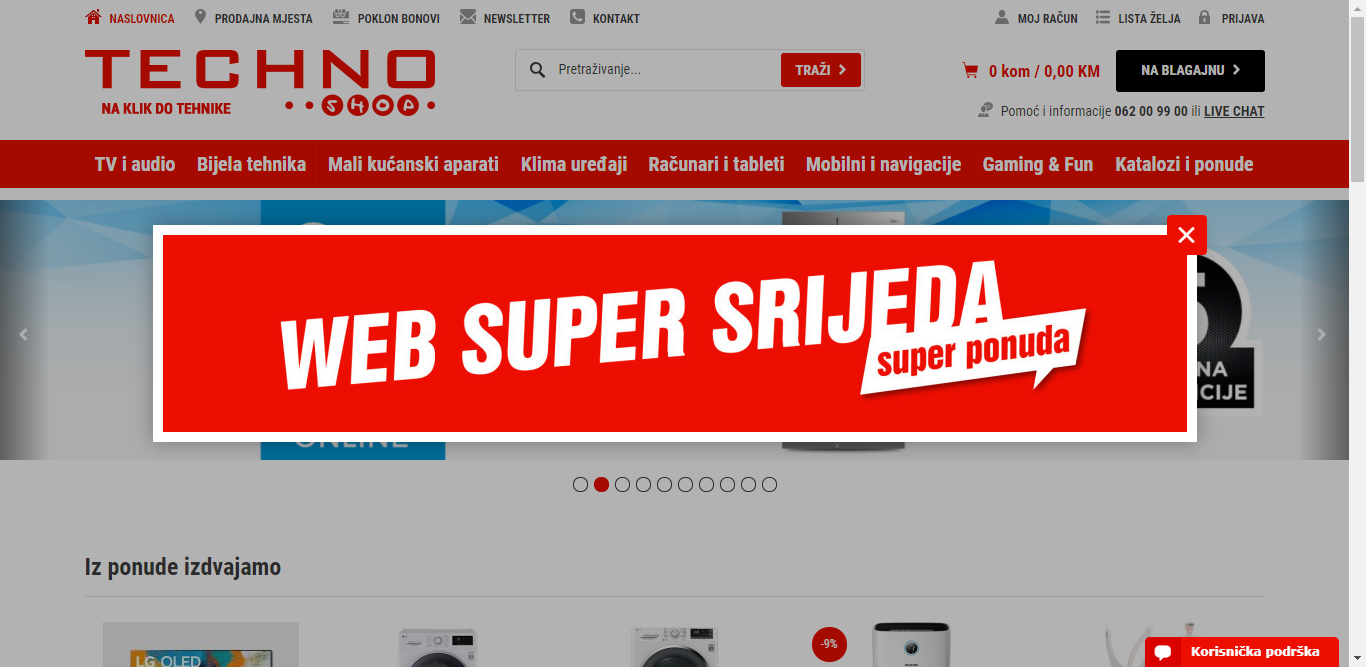 NASLOVNICA PRODAJNA MJESTA POKLON BONOVI NEWSLETTER KONTAKT MOJ RAČUN LISTA ŽELJA PRIJAVA
TECHNO
SHOP
NA KLIK DO TEHNIKE
Pretraživanje... TRAŽI
0 kom / 0,00 KM NA BLAGAJNU
Pomoć i informacije 062 00 99 00 ili LIVE CHAT
TV i audio Bijela tehnika Mali kućanski aparati Klima uređaji Računari i tableti Mobilni i navigacije Gaming & Fun Katalozi i ponude
WEB SUPER SRIJEDA
super ponuda
ONLINE
Iz ponude izdvajamo
LG OLED
-9%
Korisnička podrška